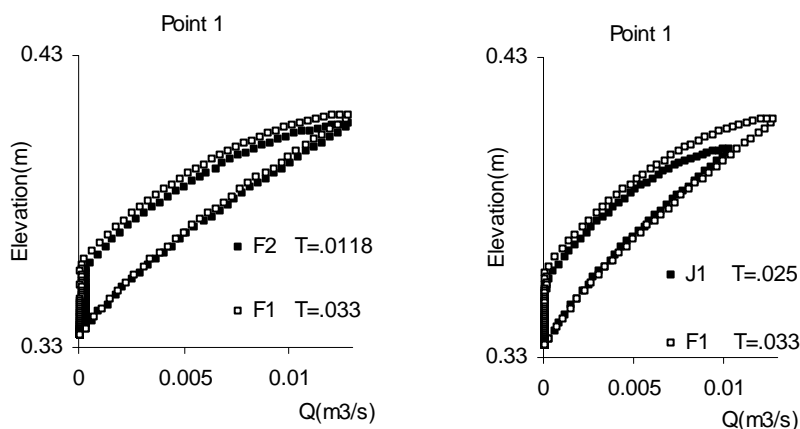 Point 1
0.43
Elevation(m)
F2 T=.0118
F1 T=.033
0.33
0 0.005 0.01
Q(m3/s)
Point 1
0.43
Elevation(m)
J1 T=.025
F1 T=.033
0.33
0 0.005 0.01
Q(m3/s)